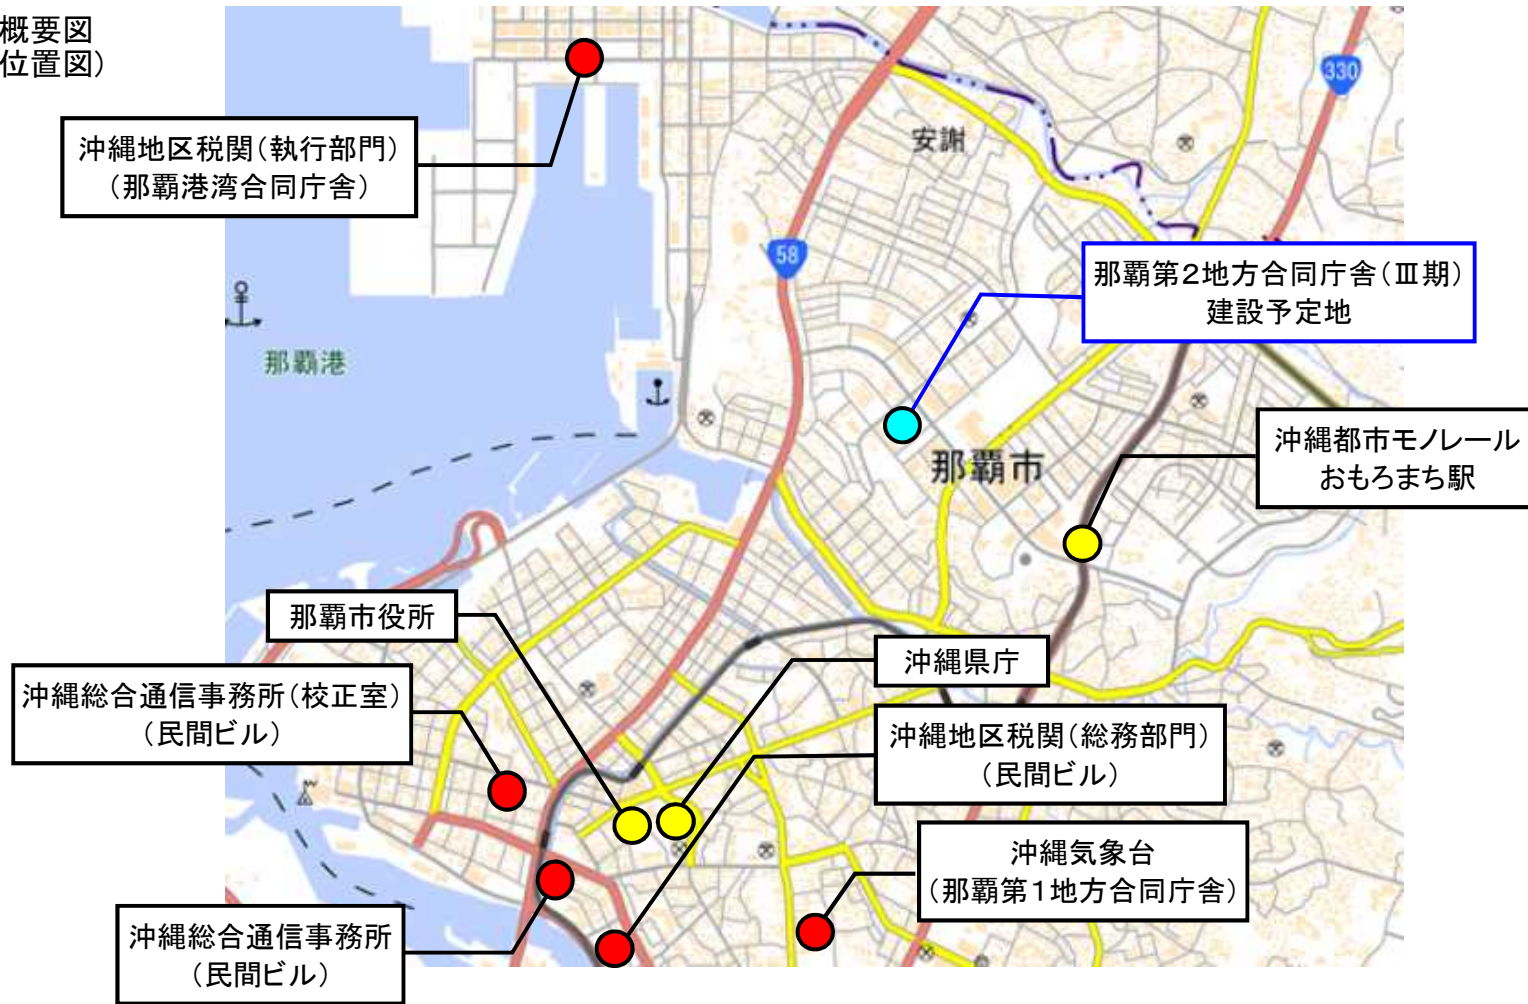 概要図
位置図）
330
安謝
沖縄地区税関（執行部門）
（那覇港湾合同庁舎）
58
那覇第２地方合同庁舎（Ⅲ期）
建設予定地
那覇港
那覇市
沖縄都市モノレール
おもろまち駅
那覇市役所
沖縄県庁
沖縄総合通信事務所（校正室）
（民間ビル）
沖縄地区税関（総務部門）
（民間ビル）
沖縄気象台
（那覇第１地方合同庁舎）
沖縄総合通信事務所
（民間ビル）